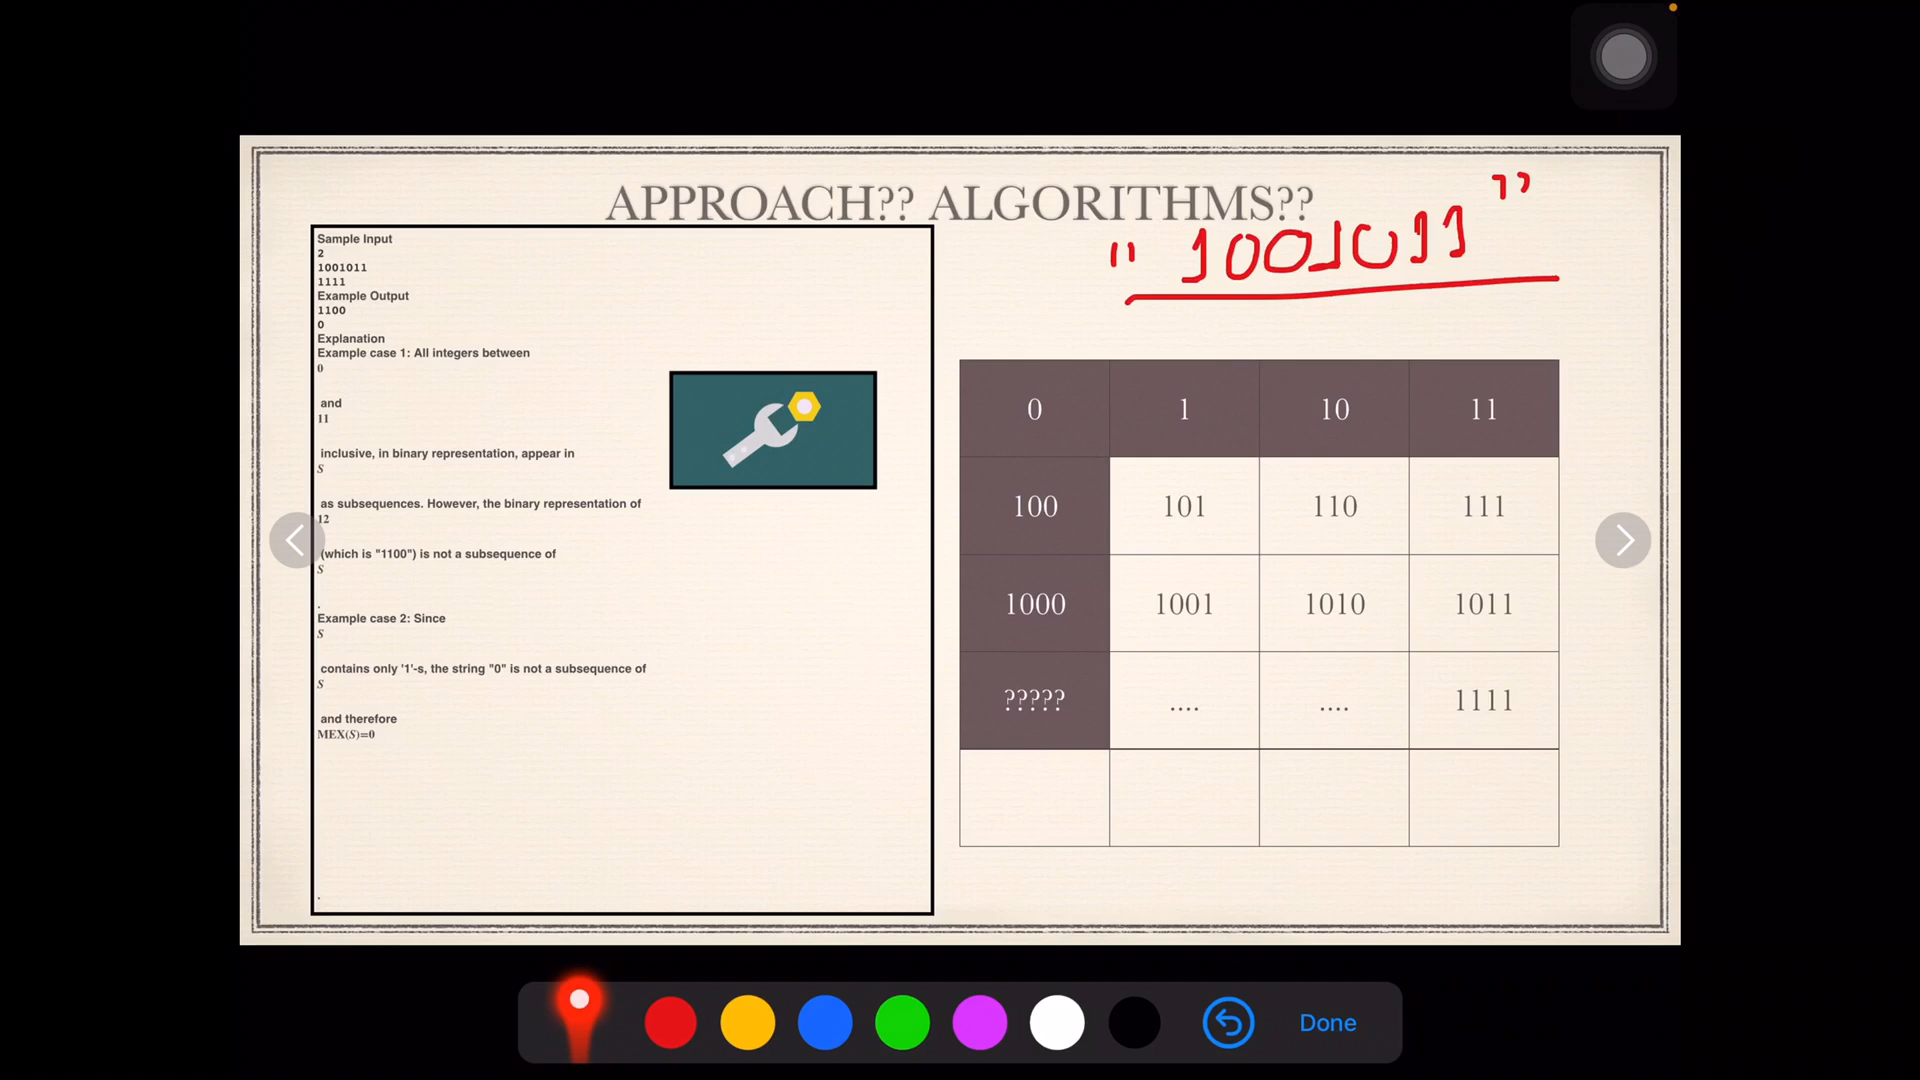 APPROACH?? ALGORITHMS??
" 1001011 "
Sample Input
2
1001011
1111
Example Output
1100
0
Explanation
Example case 1: All integers between
0
and
11
inclusive, in binary representation, appear in
S
as subsequences. However, the binary representation of
12
(which is "1100") is not a subsequence of
S
.
Example case 2: Since
S
contains only '1'-s, the string "0" is not a subsequence of
S
and therefore
MEX(S)=0
.
0 1 10 11
100 101 110 111
1000 1001 1010 1011
????? .... .... 1111
Done